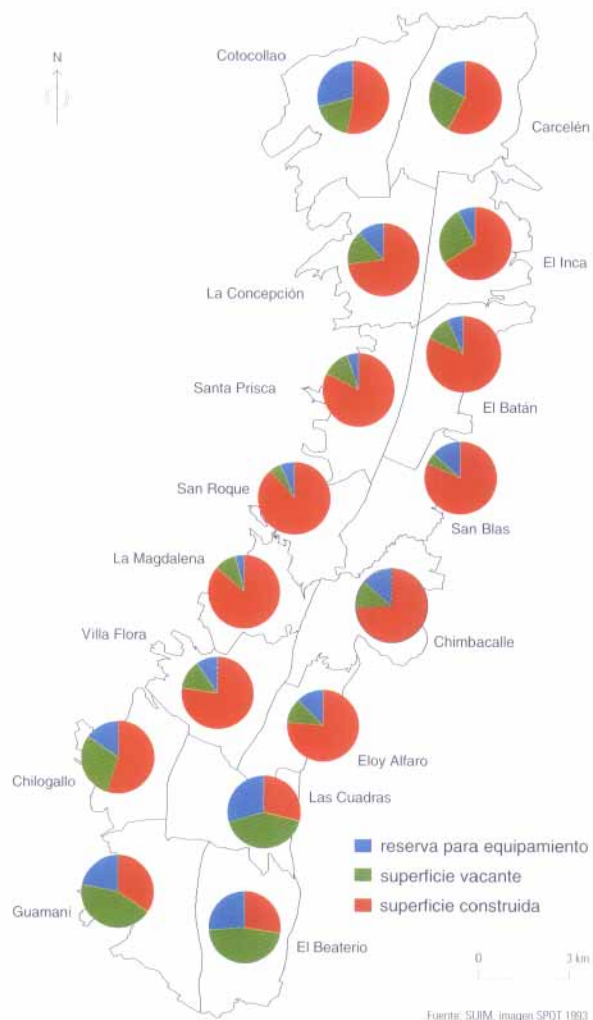 Cotocollao
N
Carcelén
El Inca
La Concepción
Santa Prisca
El Batán
San Roque
San Blas
La Magdalena
Villa Flora
Chimbacalle
Eloy Alfaro
Chilogallo
Las Cuadras
reserva para equipamiento
superficie vacante
superficie construida
Guamaní
El Beaterio
0 3 km
Fuente: SUIM, imagen SPOT 1993